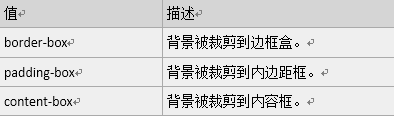 值 描述
border-box 背景被裁剪到边框盒。
padding-box 背景被裁剪到内边距框。
content-box 背景被裁剪到内容框。